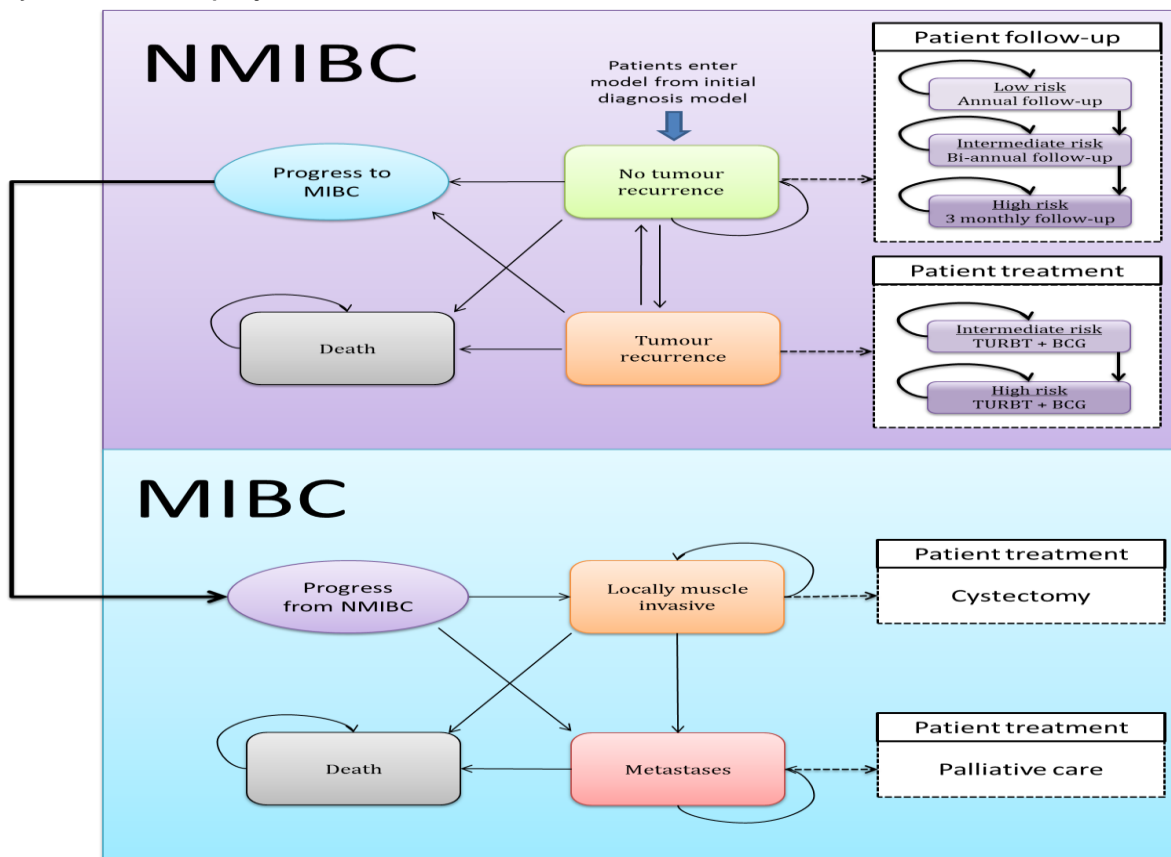 NMIBC
Patients enter
model from initial
diagnosis model
Patient follow-up
Low risk
Annual follow-up
Intermediate risk
Bi-annual follow-up
High risk
3 monthly follow-up
Progress to
MIBC
No tumour
recurrence
Death
Tumour
recurrence
Patient treatment
Intermediate risk
TURBT + BCG
High risk
TURBT + BCG
MIBC
Progress
from NMIBC
Locally muscle
invasive
Patient treatment
Cystectomy
Death
Metastases
Patient treatment
Palliative care